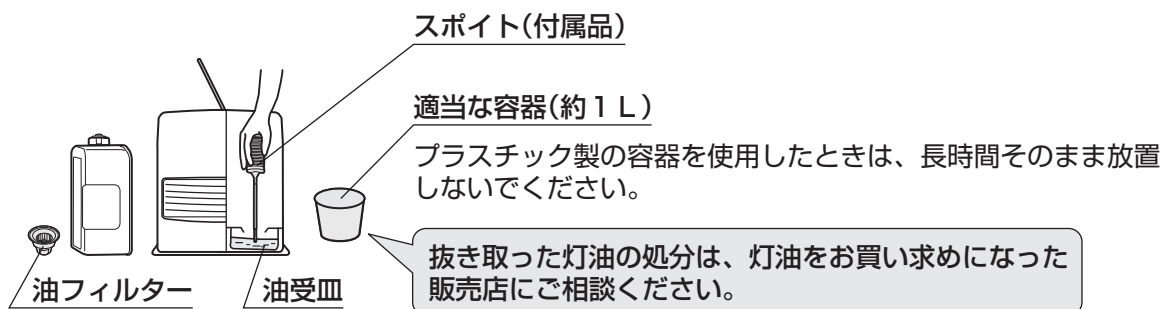 スポイト(付属品)
適当な容器(約1L)
プラスチック製の容器を使用したときは、長時間そのまま放置
しないでください。
抜き取った灯油の処分は、灯油をお買い求めになった
販売店にご相談ください。
油フィルター
油受皿